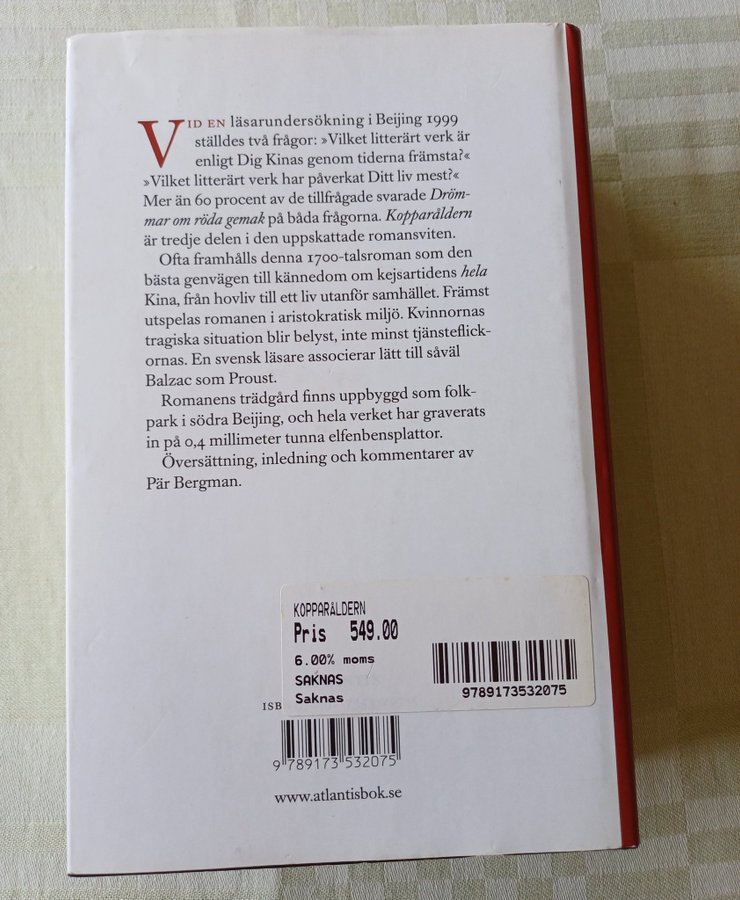 VID EN läsarundersökning i Beijing 1999
ställdes två frågor: »Vilket litterärt verk är
enligt Dig Kinas genom tiderna främsta?«
»Vilket litterärt verk har påverkat Ditt liv mest?«
Mer än 60 procent av de tillfrågade svarade Dröm-
mar om röda gemak på båda frågorna. Kopparåldern
är tredje delen i den uppskattade romansviten.
Ofta framhålls denna 1700-talsroman som den
bästa genvägen till kännedom om kejsartidens hela
Kina, från hovliv till ett liv utanför samhället. Främst
utspelas romanen i aristokratisk miljö. Kvinnornas
tragiska situation blir belyst, inte minst tjänsteflick-
ornas. En svensk läsare associerar lätt till såväl
Balzac som Proust.
Romanens trädgård finns uppbyggd som folk-
park i södra Beijing, och hela verket har graverats
in på 0,4 millimeter tunna elfenbensplattor.
Översättning, inledning och kommentarer av
Pär Bergman.
KOPPARÅLDERN
Pris 549.00
6.00% moms
SAKNAS
Saknas
9789173532075
ISB
9 789173 532075
www.atlantisbok.se